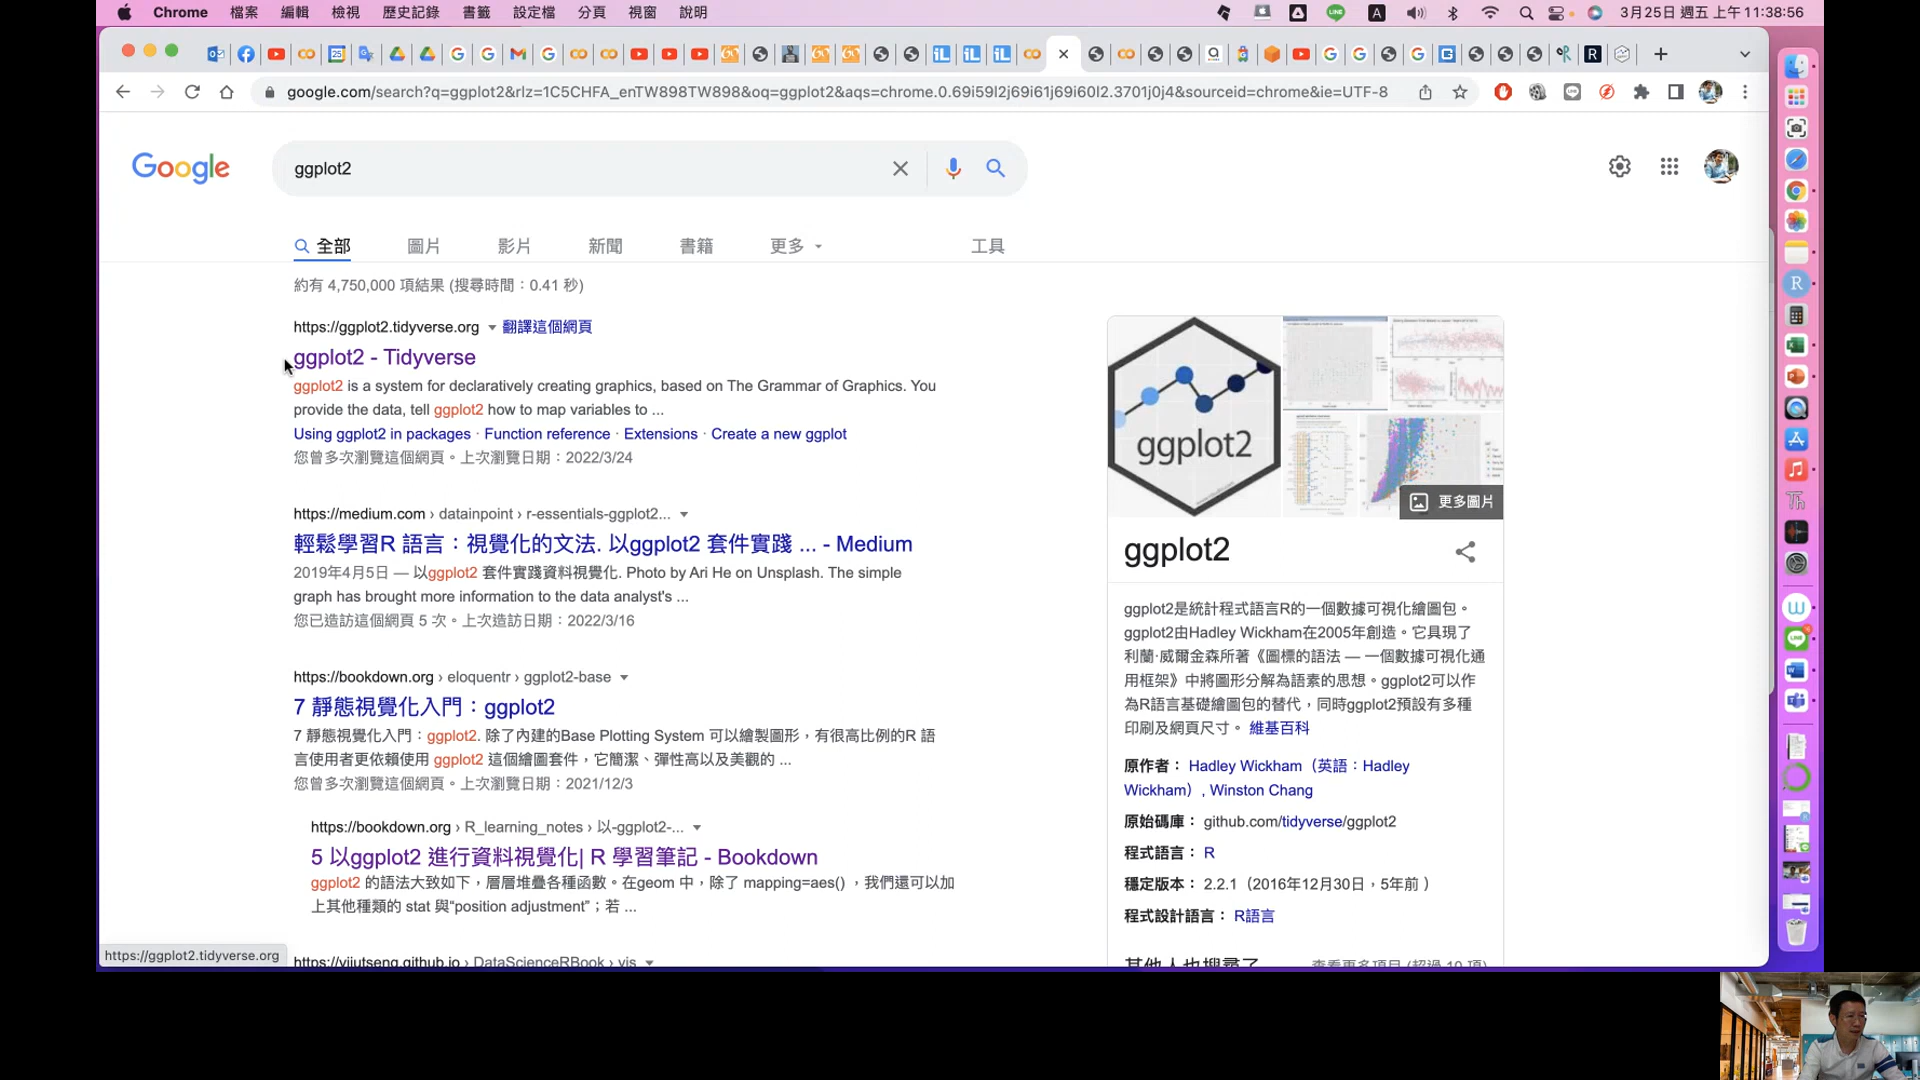 Chrome 檔案 編輯 檢視 歷史記錄 書籤 設定檔 分頁 視窗 說明
3月25日 週五 上午11:38:56
google.com/search?q=ggplot2&rlz=1C5CHFA_enTW898TW898&oq=ggplot2&aqs=chrome.0.69i59l2j69i61j69i60l2.3701j0j4&sourceid=chrome&ie=UTF-8
Google
ggplot2
全部 圖片 影片 新聞 書籍 更多 工具
約有 4,750,000 項結果 (搜尋時間：0.41 秒)
https://ggplot2.tidyverse.org 翻譯這個網頁
ggplot2 - Tidyverse
ggplot2 is a system for declaratively creating graphics, based on The Grammar of Graphics. You
provide the data, tell ggplot2 how to map variables to ...
Using ggplot2 in packages · Function reference · Extensions · Create a new ggplot
您曾多次瀏覽這個網頁。上次瀏覽日期：2022/3/24
https://medium.com › datainpoint › r-essentials-ggplot2...
輕鬆學習R 語言：視覺化的文法. 以ggplot2 套件實踐 ... - Medium
2019年4月5日 — 以ggplot2 套件實踐資料視覺化. Photo by Ari He on Unsplash. The simple
graph has brought more information to the data analyst's ...
您已造訪這個網頁 5 次。上次造訪日期：2022/3/16
https://bookdown.org › eloquentr › ggplot2-base
7 靜態視覺化入門：ggplot2
7 靜態視覺化入門：ggplot2. 除了內建的Base Plotting System 可以繪製圖形，有很高比例的R 語
言使用者更依賴使用 ggplot2 這個繪圖套件，它簡潔、彈性高以及美觀的 ...
您曾多次瀏覽這個網頁。上次瀏覽日期：2021/12/3
https://bookdown.org › R_learning_notes › 以-ggplot2-...
5 以ggplot2 進行資料視覺化| R 學習筆記 - Bookdown
ggplot2 的語法大致如下，層層堆疊各種函數。在geom 中，除了 mapping=aes() ，我們還可以加
上其他種類的 stat 與“position adjustment”；若 ...
https://yijutseng.github.io › DataScienceRBook › vis
https://ggplot2.tidyverse.org
ggplot2
更多圖片
ggplot2
ggplot2是統計程式語言R的一個數據可視化繪圖包。
ggplot2由Hadley Wickham在2005年創造。它具現了
利蘭·威爾金森所著《圖標的語法 — 一個數據可視化通
用框架》中將圖形分解為語素的思想。ggplot2可以作
為R語言基礎繪圖包的替代，同時ggplot2預設有多種
印刷及網頁尺寸。 維基百科
原作者： Hadley Wickham（英語：Hadley
Wickham）, Winston Chang
原始碼庫： github.com/tidyverse/ggplot2
程式語言： R
穩定版本： 2.2.1（2016年12月30日，5年前 ）
程式設計語言： R語言
其他人也搜尋了 查看更多項目 (超過 10 項)